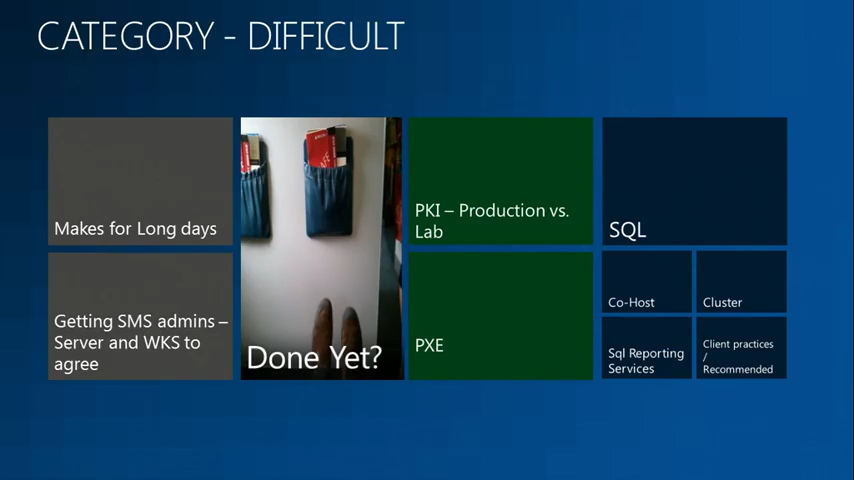 CATEGORY - DIFFICULT
Makes for Long days
Getting SMS admins –
Server and WKS to
agree
Done Yet?
PKI – Production vs.
Lab
PXE
SQL
Co-Host
Cluster
Sql Reporting
Services
Client practices
/
Recommended